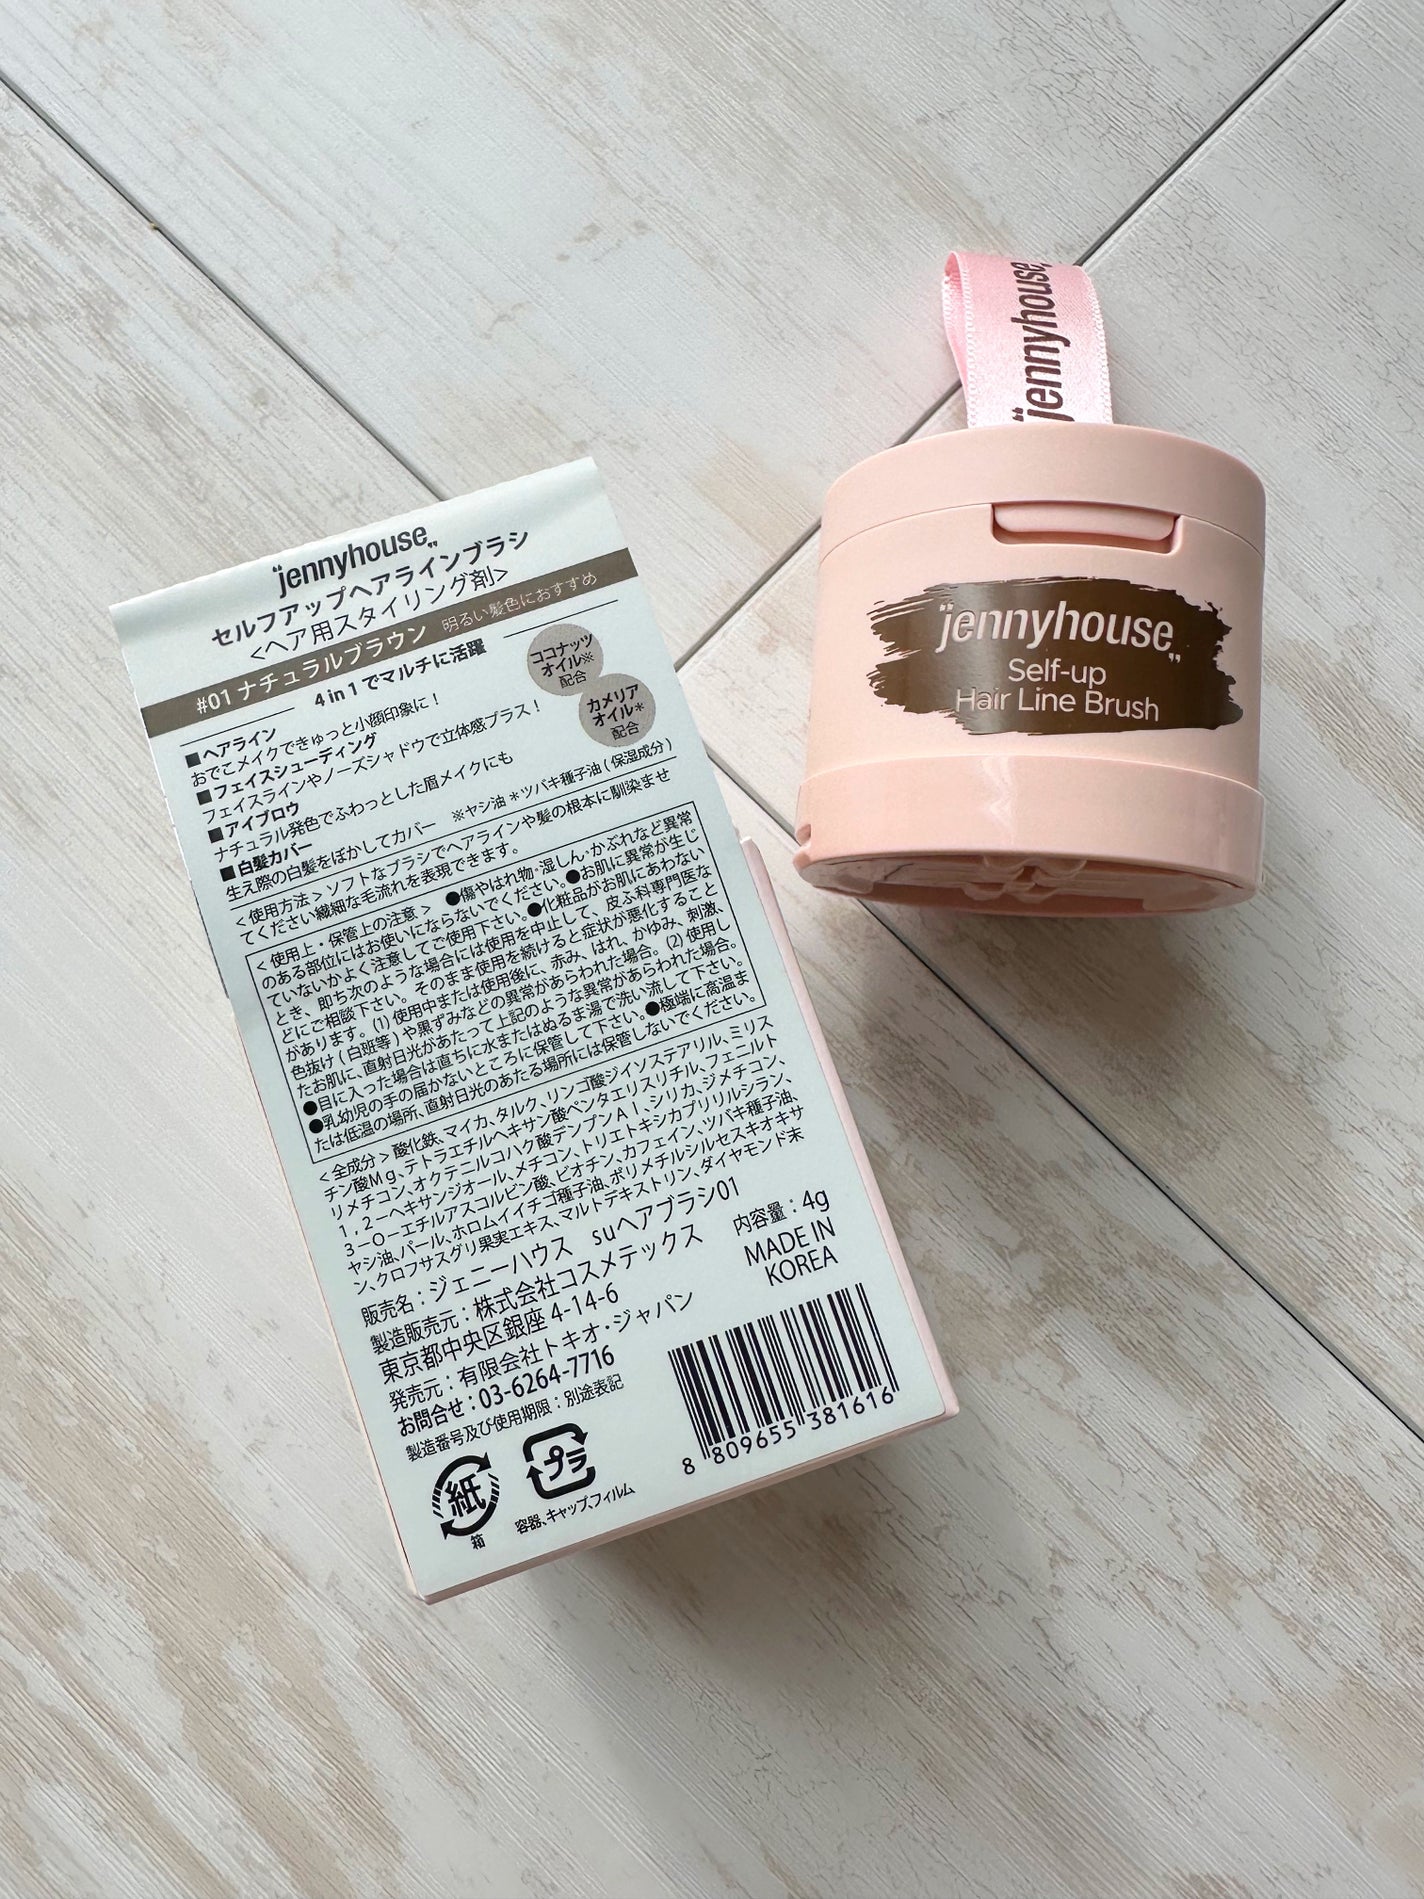 jennyhouse
セルフアップヘアラインブラシ
<ヘア用スタイリング剤>
#01 ナチュラルブラウン 明るい髪色におすすめ
4 in 1 でマルチに活躍
ココナッツ
オイル※
配合
カメリア
オイル*
配合
■ヘアライン
おでこメイクできゅっと小顔印象に！
■フェイスシューディング
フェイスラインやノーズシャドウで立体感プラス！
■アイブロウ
ナチュラル発色でふわっとした眉メイクにも
■白髪カバー
生え際の白髪をぼかしてカバー ※ヤシ油 *ツバキ種子油(保湿成分)
<使用方法>ソフトなブラシでヘアラインや髪の根本に馴染ませ
てください繊細な毛流れを表現できます。
<使用上・保管上の注意> ●傷やはれ物・湿しん・かぶれなど異常
のある部位にはお使いにならないでください。●お肌に異常が生じ
ていないかよく注意してご使用下さい。●化粧品がお肌にあわない
とき、即ち次のような場合には使用を中止して、皮ふ科専門医な
どにご相談下さい。そのまま使用を続けると症状が悪化すること
があります。(1) 使用中または使用後に、赤み、はれ、かゆみ、刺激、
色抜け(白斑等)や黒ずみなどの異常があらわれた場合。(2) 使用し
たお肌に、直射日光があたって上記のような異常があらわれた場合。
●目に入った場合は直ちに水またはぬるま湯で洗い流して下さい。
●乳幼児の手の届かないところに保管して下さい。●極端に高温ま
たは低温の場所、直射日光のあたる場所には保管しないでください。
<全成分>酸化鉄、マイカ、タルク、リンゴ酸ジイソステアリル、ミリス
チン酸Mg、テトラエチルヘキサン酸ペンタエリスリチル、フェニルト
リメチコン、オクテニルコハク酸デンプンAl、シリカ、ジメチコン、
1,2-ヘキサンジオール、メチコン、トリエトキシカプリリルシラン、
3-O-エチルアスコルビン酸、ビオチン、カフェイン、ツバキ種子油、
ヤシ油、パール、ホロムイイチゴ種子油、ポリメチルシルセスキオキサ
ン、クロフサスグリ果実エキス、マルトデキストリン、ダイヤモンド末
販売名：ジェニーハウス suヘアブラシ01
製造販売元：株式会社コスメテックス
東京都中央区銀座 4-14-6
発売元：有限会社トキオ・ジャパン
お問合せ：03-6264-7716
製造番号及び使用期限：別途表記
内容量：4g
MADE IN
KOREA
8 809655 381616
紙
箱
プラ
容器、キャップ、フィルム
jennyhouse
jennyhouse
Self-up
Hair Line Brush